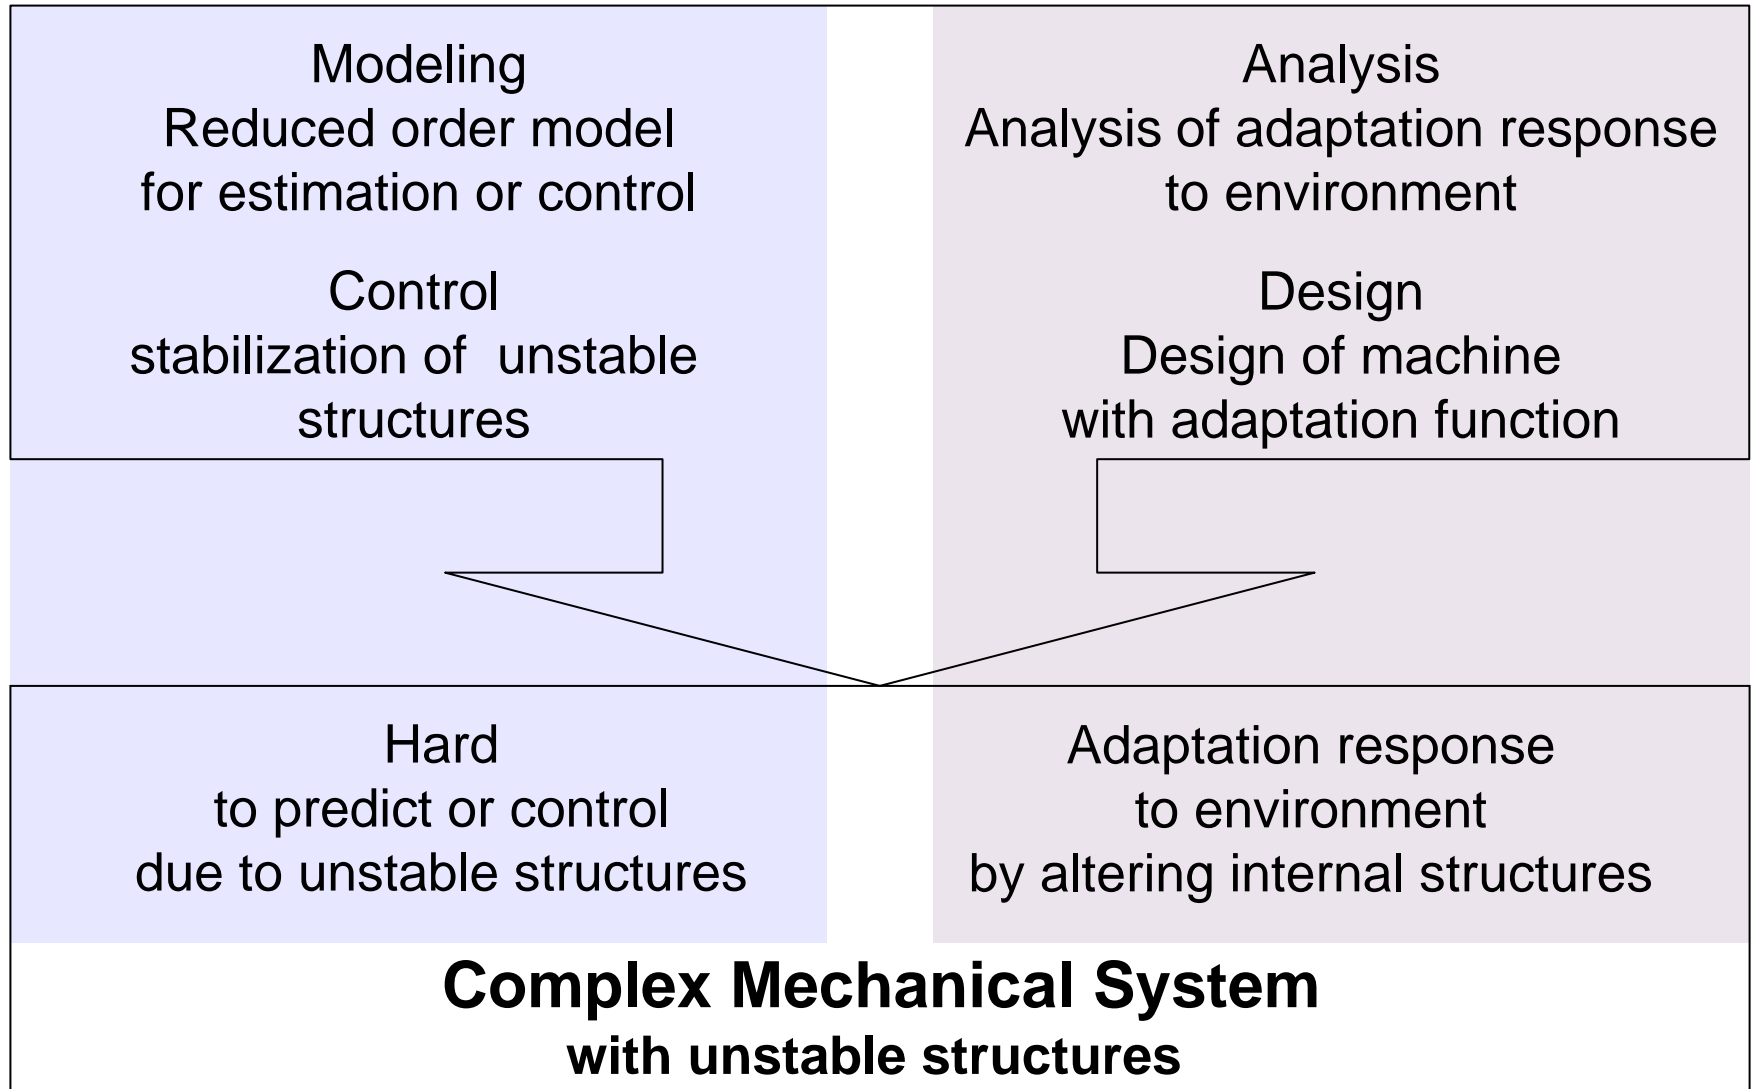 Modeling
Reduced order model
for estimation or control
Control
stabilization of  unstable
structures
Analysis
Analysis of adaptation response
to environment
Design
Design of machine
with adaptation function
Hard
to predict or control
due to unstable structures
Adaptation response
to environment
by altering internal structures
Complex Mechanical System
with unstable structures